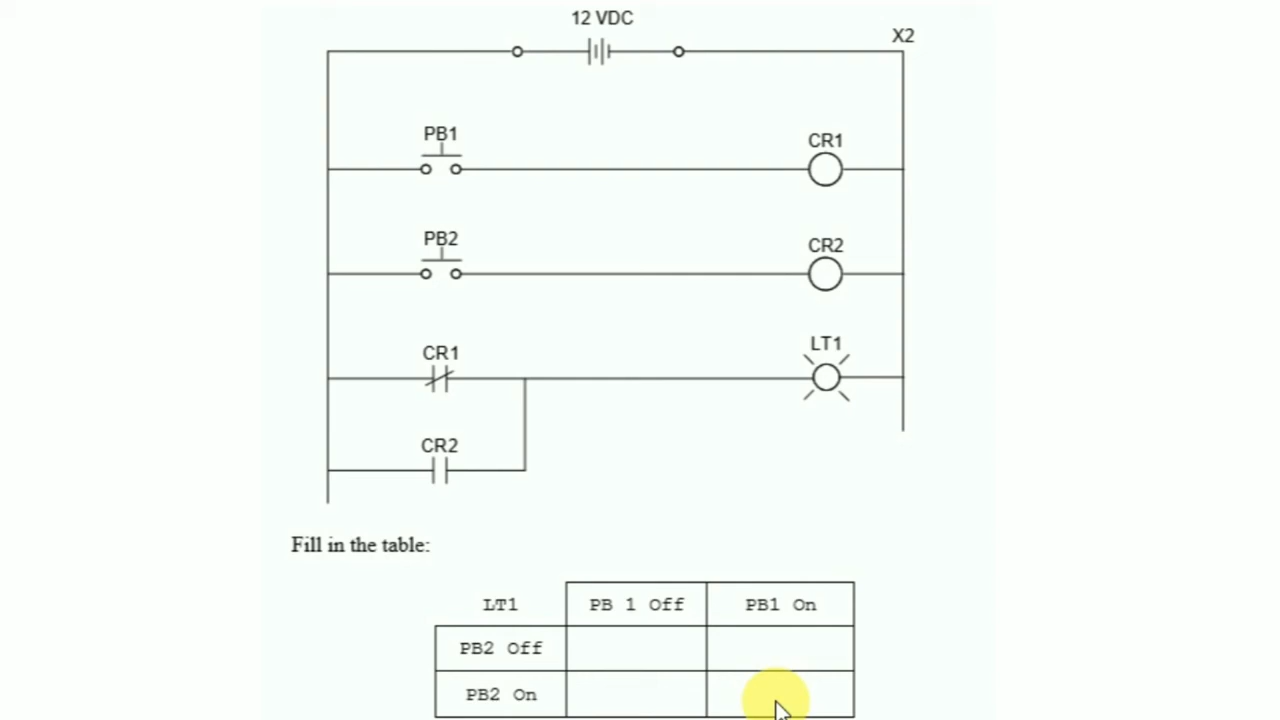 12 VDC
X2
PB1
CR1
PB2
CR2
CR1
LT1
CR2
Fill in the table:
LT1 PB 1 Off PB1 On
PB2 Off
PB2 On